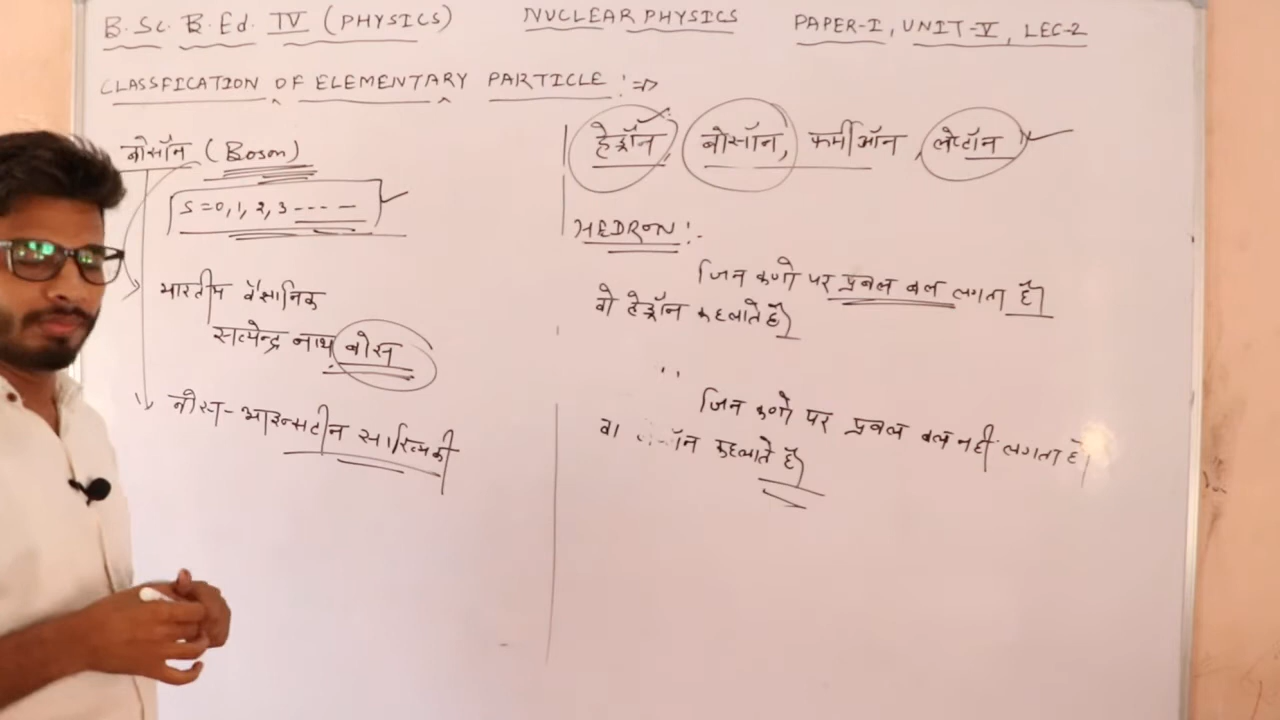 B.Sc. B.Ed. IV (PHYSICS) NUCLEAR PHYSICS PAPER-I, UNIT-V, LEC-2
CLASSFICATION OF ELEMENTARY PARTICLE :⇒
बोसॉन (Boson)
S=0, 1, 2, 3 -----
भारतीय वैज्ञानिक
सत्येन्द्र नाथ बोस
बोस-आइन्सटीन सांख्यिकी
हेड्रॉन, बोसॉन, फर्मीऑन, लेप्टॉन
HEDRON :-
जिन कणो पर प्रबल बल लगता है।
वो हेड्रॉन कहलाते है।
जिन कणो पर प्रबल बल नही लगता है।
कहलाते है।